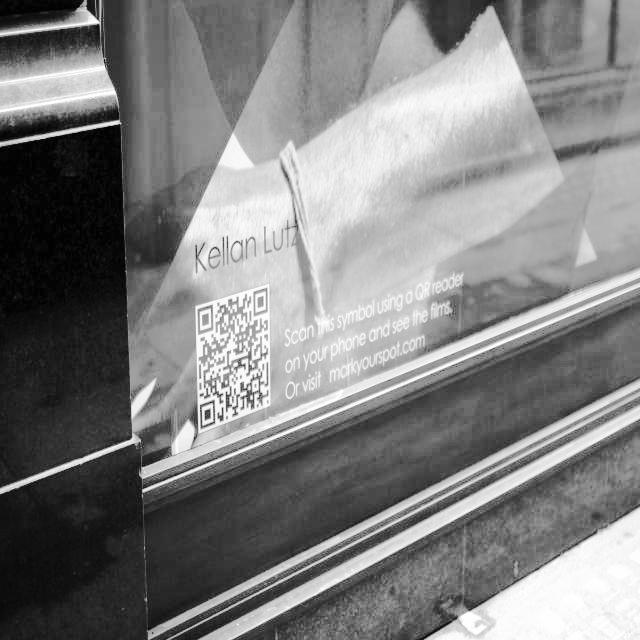 Kellan Lutz
Scan this symbol using a QR reader
on your phone and see the films,
Or visit markyourspot.com.